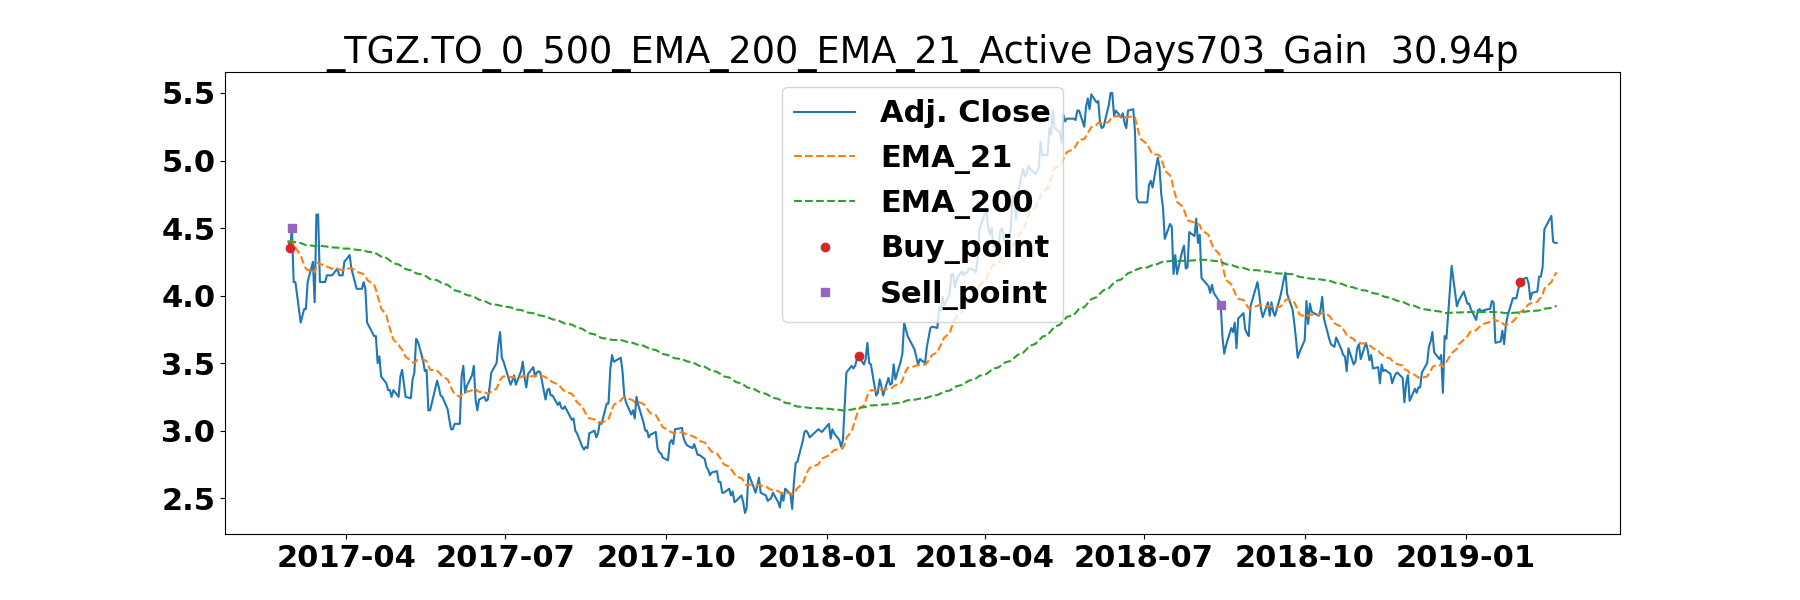 _TGZ.TO_0_500_EMA_200_EMA_21_Active Days703_Gain  30.94p
5.5
5.0
4.5
4.0
3.5
3.0
2.5
Adj. Close
EMA_21
EMA_200
Buy_point
Sell_point
2017-04 2017-07 2017-10 2018-01 2018-04 2018-07 2018-10 2019-01